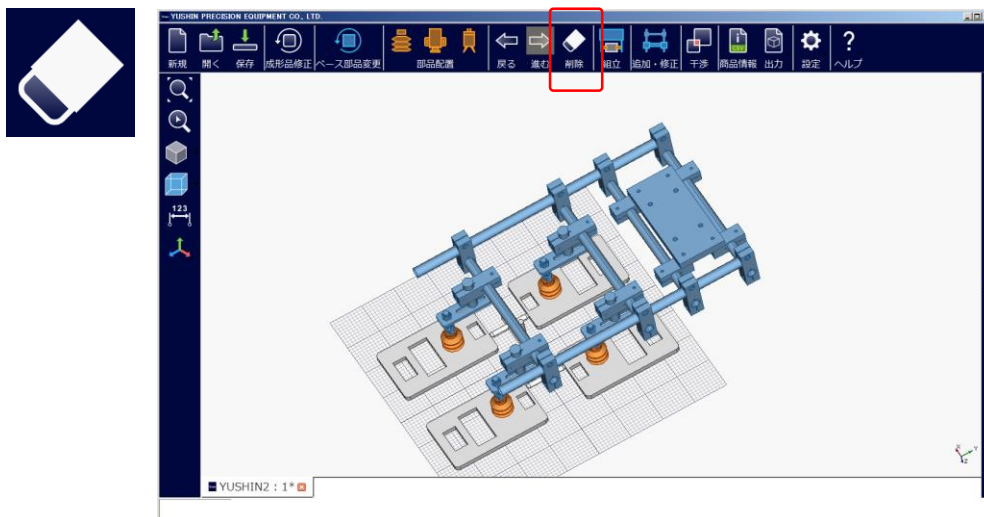 YUSHIN PRECISION EQUIPMENT CO., LTD.
新規 開く 保存 成形品修正 ベース部品変更 部品配置 戻る 進む 削除 組立 追加・修正 干渉 商品情報 出力 設定 ヘルプ
CSV
?
123
X Y Z
YUSHIN2 : 1*